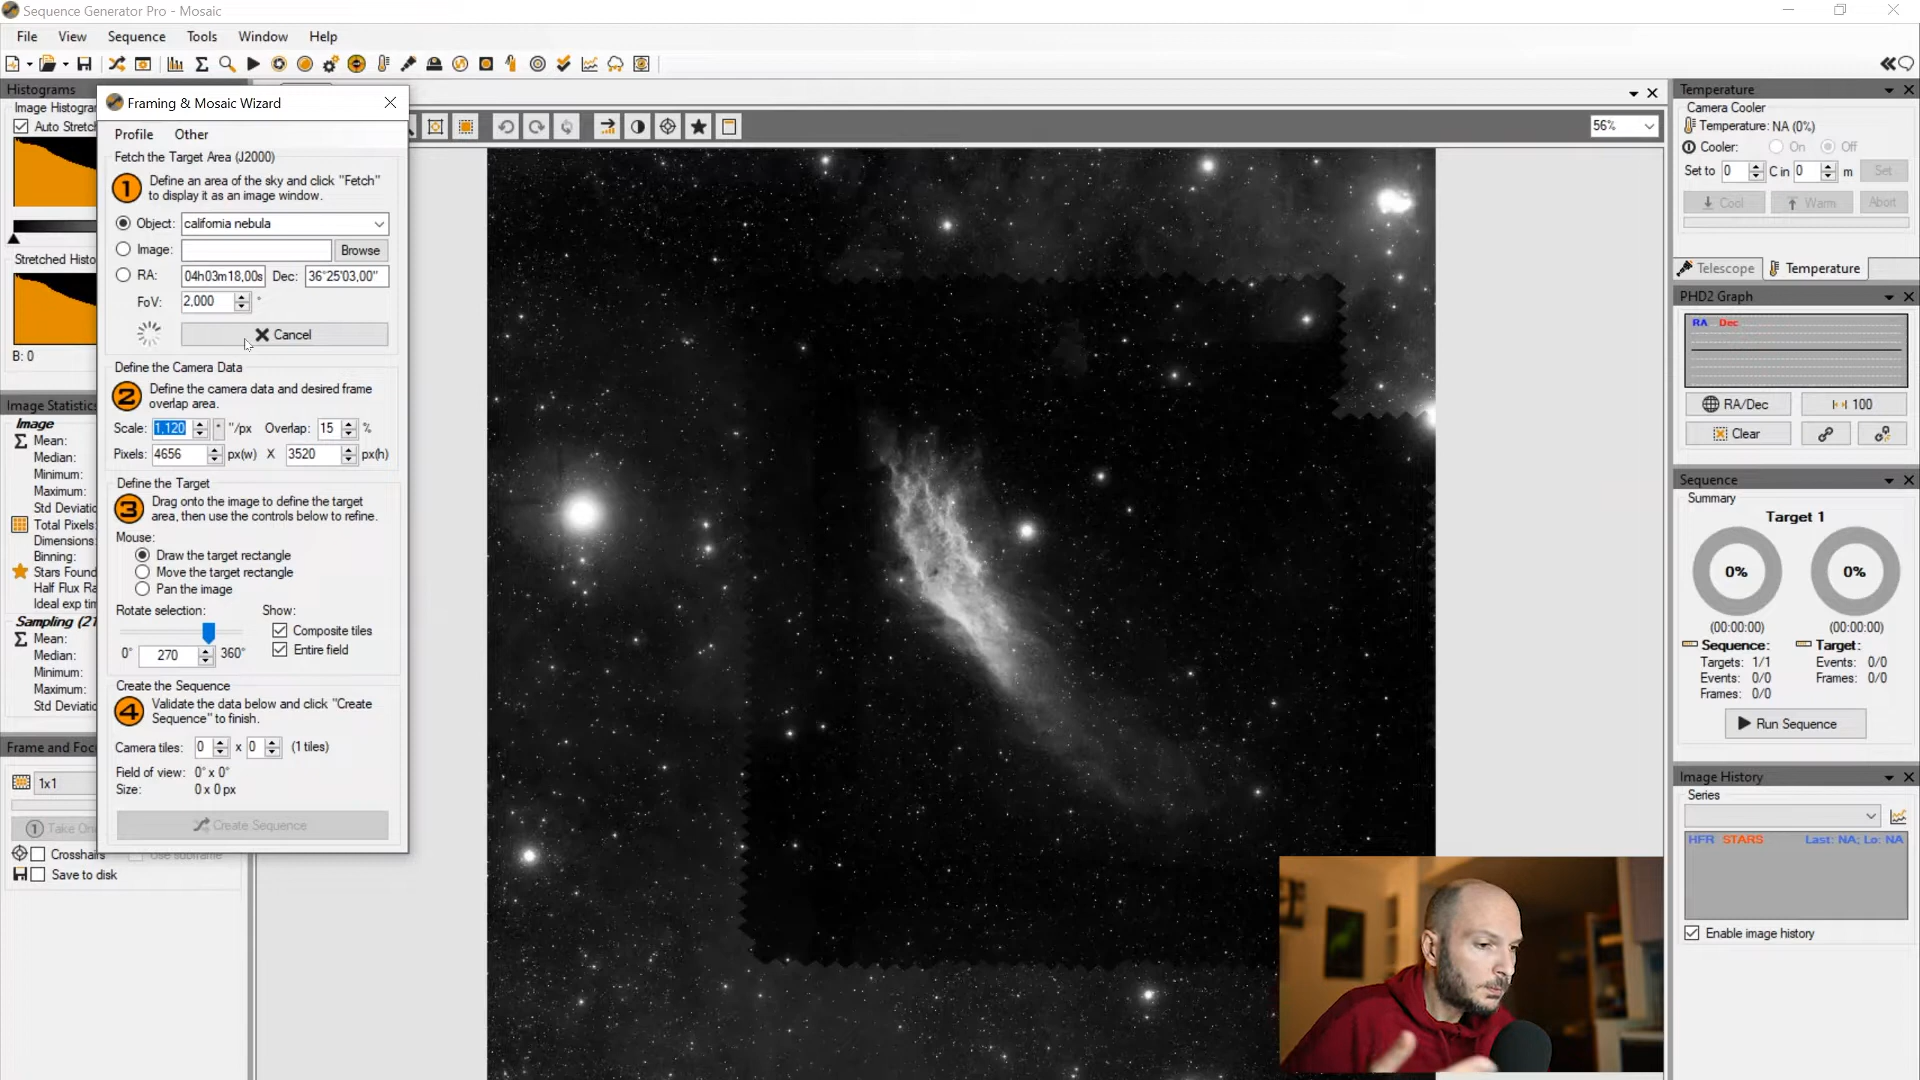 Sequence Generator Pro - Mosaic
File View Sequence Tools Window Help
Histograms
Image Histogra
Auto Stretc
Stretched Histo
B: 0
Image Statistic
Image
Mean:
Median:
Minimum:
Maximum:
Std Deviati
Total Pixels
Dimensions:
Binning:
Stars Found
Half Flux Ra
Ideal exp tim
Sampling (21
Mean:
Median:
Minimum:
Maximum:
Std Deviatio
Frame and Focu
1x1
1 Take On
Crosshairs
Use subframe
Save to disk
Framing & Mosaic Wizard
Profile Other
Fetch the Target Area (J2000)
1 Define an area of the sky and click "Fetch"
to display it as an image window.
Object: california nebula
Image: Browse
RA: 04h03m18,00s Dec: 36°25'03,00"
FoV: 2,000 °
Cancel
Define the Camera Data
2 Define the camera data and desired frame
overlap area.
Scale: 1,120 * "/px Overlap: 15 %
Pixels: 4656 px(w) X 3520 px(h)
Define the Target
3 Drag onto the image to define the target
area, then use the controls below to refine.
Mouse:
Draw the target rectangle
Move the target rectangle
Pan the image
Rotate selection: Show:
Composite tiles
0° 270 360° Entire field
Create the Sequence
4 Validate the data below and click "Create
Sequence" to finish.
Camera tiles: 0 x 0 (1 tiles)
Field of view: 0° x 0°
Size: 0 x 0 px
Create Sequence
56%
Temperature
Camera Cooler
Temperature: NA (0%)
Cooler: On Off
Set to 0 C in 0 m Set
Cool Warm Abort
Telescope Temperature
PHD2 Graph
RA Dec
RA/Dec 100
Clear
Sequence
Summary
Target 1
0% 0%
(00:00:00) (00:00:00)
Sequence: Target:
Targets: 1/1 Events: 0/0
Events: 0/0 Frames: 0/0
Frames: 0/0
Run Sequence
Image History
Series
HFR STARS Last: NA; Lo: NA
Enable image history